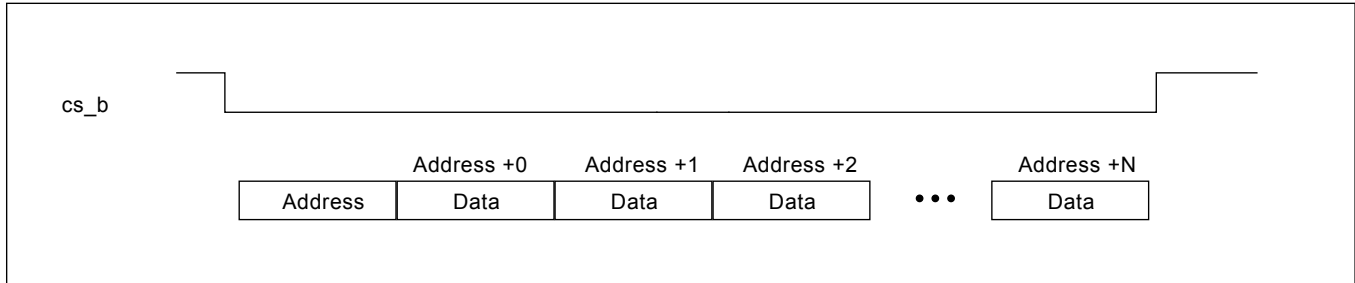 cs_b
Address +0 Address +1 Address +2 Address +N
Address Data Data Data ••• Data